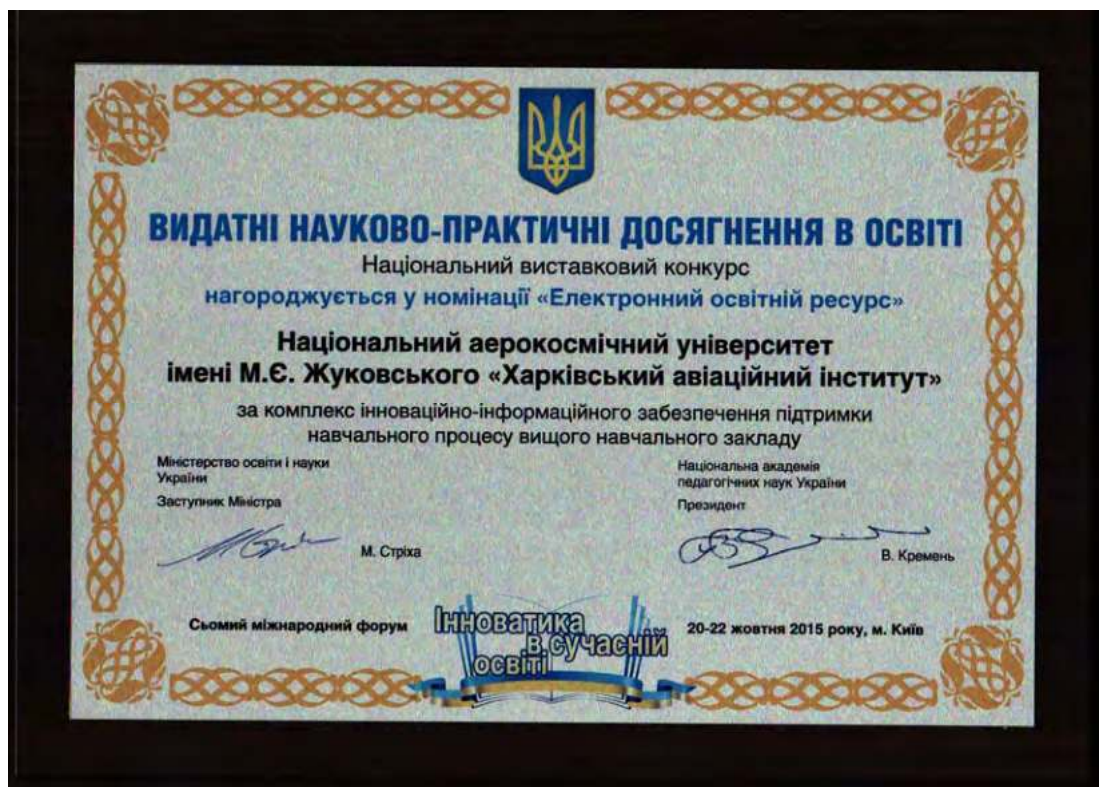 ВИДАТНІ НАУКОВО-ПРАКТИЧНІ ДОСЯГНЕННЯ В ОСВІТІ
Національний виставковий конкурс
нагороджується у номінації «Електронний освітній ресурс»
Національний аерокосмічний університет
імені М.Є. Жуковського «Харківський авіаційний інститут»
за комплекс інноваційно-інформаційного забезпечення підтримки
навчального процесу вищого навчального закладу
Міністерство освіти і науки
України
Заступник Міністра
М. Стріха
Національна академія
педагогічних наук України
Президент
В. Кремень
Сьомий міжнародний форум
Інноватика
в сучасній
освіті
20-22 жовтня 2015 року, м. Київ